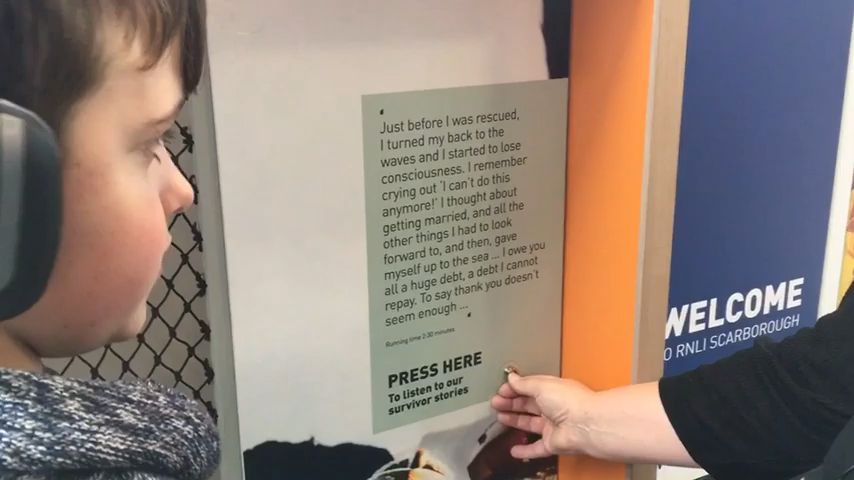 ‘
Just before I was rescued,
I turned my back to the
waves and I started to lose
consciousness. I remember
crying out ‘I can't do this
anymore!’ I thought about
getting married, and all the
other things I had to look
forward to, and then, gave
myself up to the sea ... I owe you
all a huge debt, a debt I cannot
repay. To say thank you doesn't
seem enough ... ’
Running time 2:30 minutes
PRESS HERE
To listen to our
survivor stories
WELCOME
O RNLI SCARBOROUGH